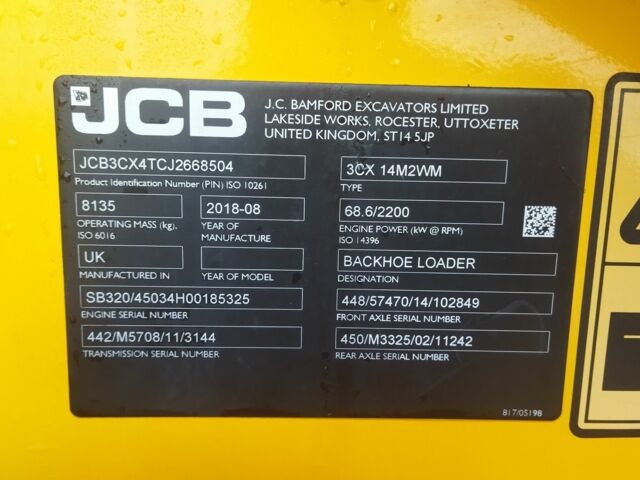 JCB
J.C. BAMFORD EXCAVATORS LIMITED
LAKESIDE WORKS, ROCESTER, UTTOXETER
UNITED KINGDOM, ST14 5JP
JCB3CX4TCJ2668504
Product Identification Number (PIN) ISO 10261
3CX 14M2WM
TYPE
8135
OPERATING MASS (kg).
ISO 6016
2018-08
YEAR OF
MANUFACTURE
68.6/2200
ENGINE POWER (kW @ RPM)
ISO 14396
UK
MANUFACTURED IN
YEAR OF MODEL
BACKHOE LOADER
DESIGNATION
SB320/45034H00185325
ENGINE SERIAL NUMBER
448/57470/14/102849
FRONT AXLE SERIAL NUMBER
442/M5708/11/3144
TRANSMISSION SERIAL NUMBER
450/M3325/02/11242
REAR AXLE SERIAL NUMBER
817/05198